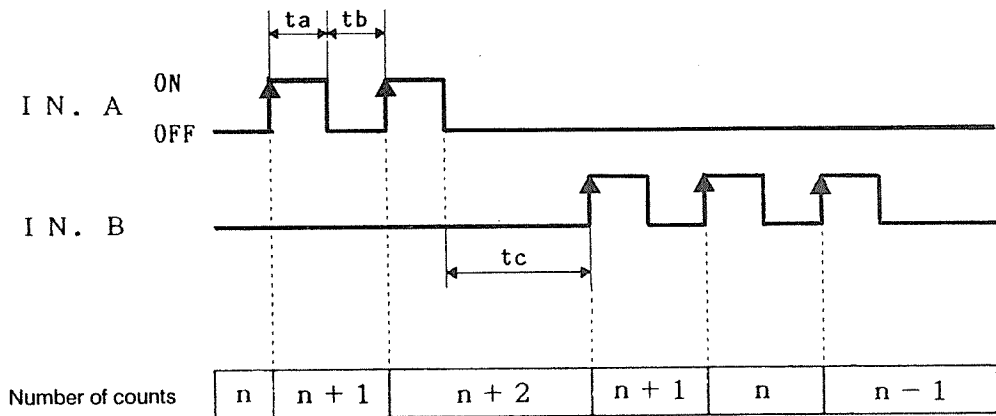 ta tb
ON
IN. A
OFF
IN. B
tc
Number of counts n n + 1 n + 2 n + 1 n n − 1